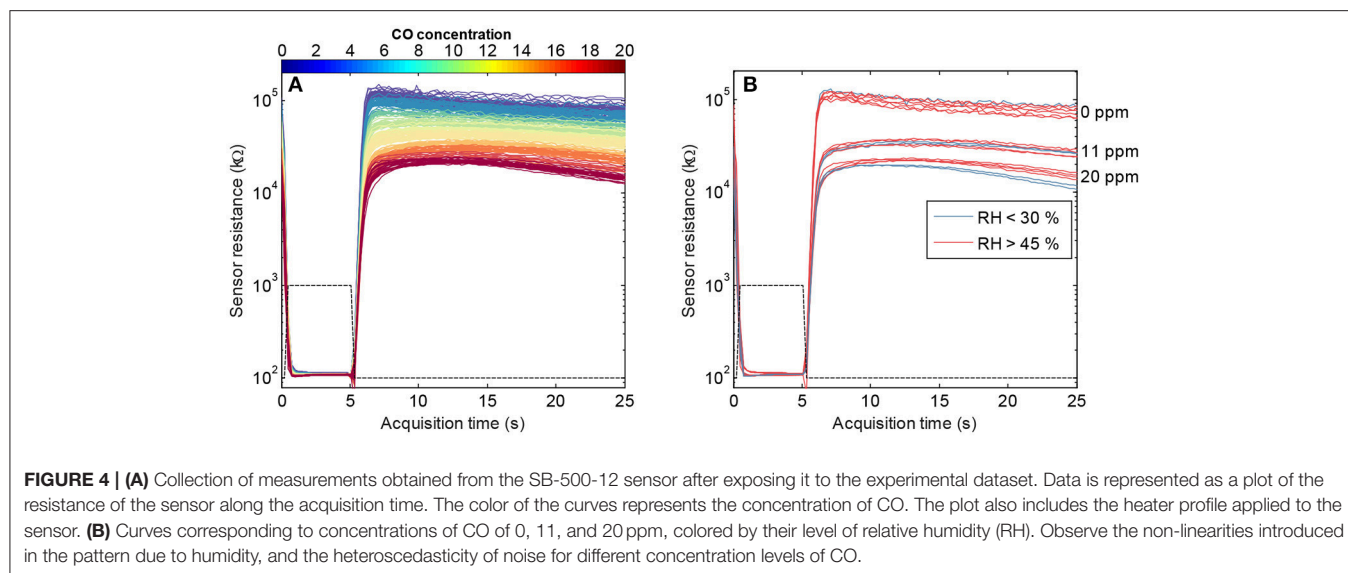 CO concentration
0 2 4 6 8 10 12 14 16 18 20
A
Sensor resistance (kΩ)
10^5
10^4
10^3
10^2
0 5 10 15 20 25
Acquisition time (s)
B
Sensor resistance (kΩ)
10^5
10^4
10^3
10^2
0 ppm
11 ppm
20 ppm
RH < 30 %
RH > 45 %
0 5 10 15 20 25
Acquisition time (s)
FIGURE 4 | (A) Collection of measurements obtained from the SB-500-12 sensor after exposing it to the experimental dataset. Data is represented as a plot of the
resistance of the sensor along the acquisition time. The color of the curves represents the concentration of CO. The plot also includes the heater profile applied to the
sensor. (B) Curves corresponding to concentrations of CO of 0, 11, and 20 ppm, colored by their level of relative humidity (RH). Observe the non-linearities introduced
in the pattern due to humidity, and the heteroscedasticity of noise for different concentration levels of CO.